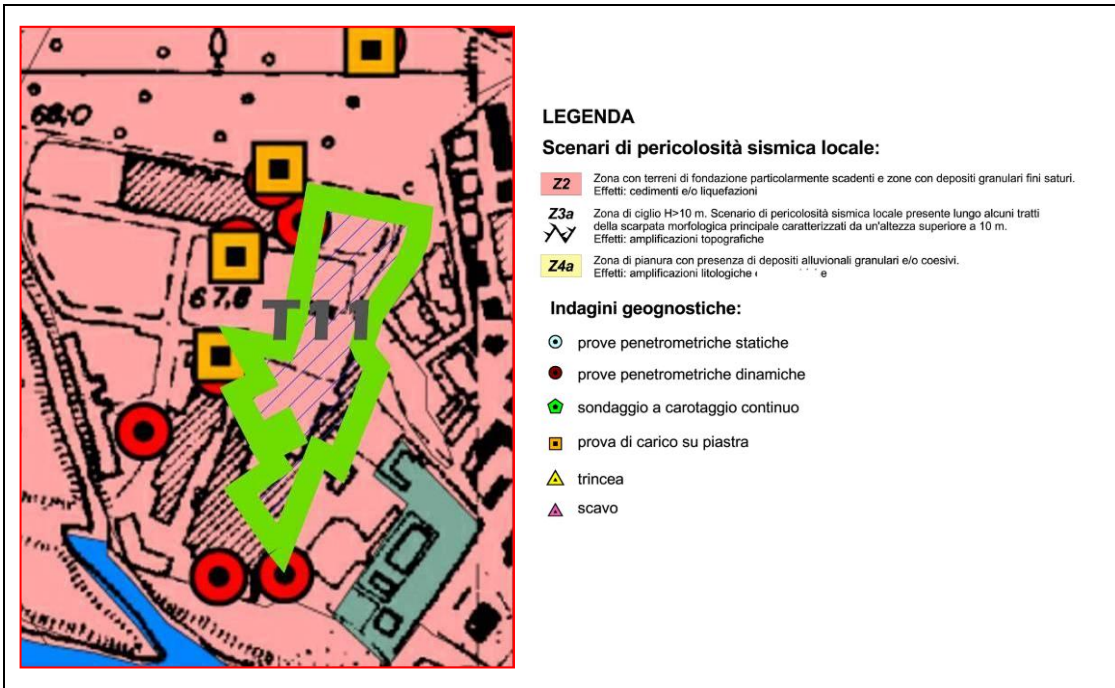 68,0
c
67,6
T11
LEGENDA
Scenari di pericolosità sismica locale:
Z2
Zona con terreni di fondazione particolarmente scadenti e zone con depositi granulari fini saturi.
Effetti: cedimenti e/o liquefazioni
Z3a
Zona di ciglio H>10 m. Scenario di pericolosità sismica locale presente lungo alcuni tratti
della scarpata morfologica principale caratterizzati da un'altezza superiore a 10 m.
Effetti: amplificazioni topografiche
Z4a
Zona di pianura con presenza di depositi alluvionali granulari e/o coesivi.
Effetti: amplificazioni litologiche e
Indagini geognostiche:
prove penetrometriche statiche
prove penetrometriche dinamiche
sondaggio a carotaggio continuo
prova di carico su piastra
trincea
scavo